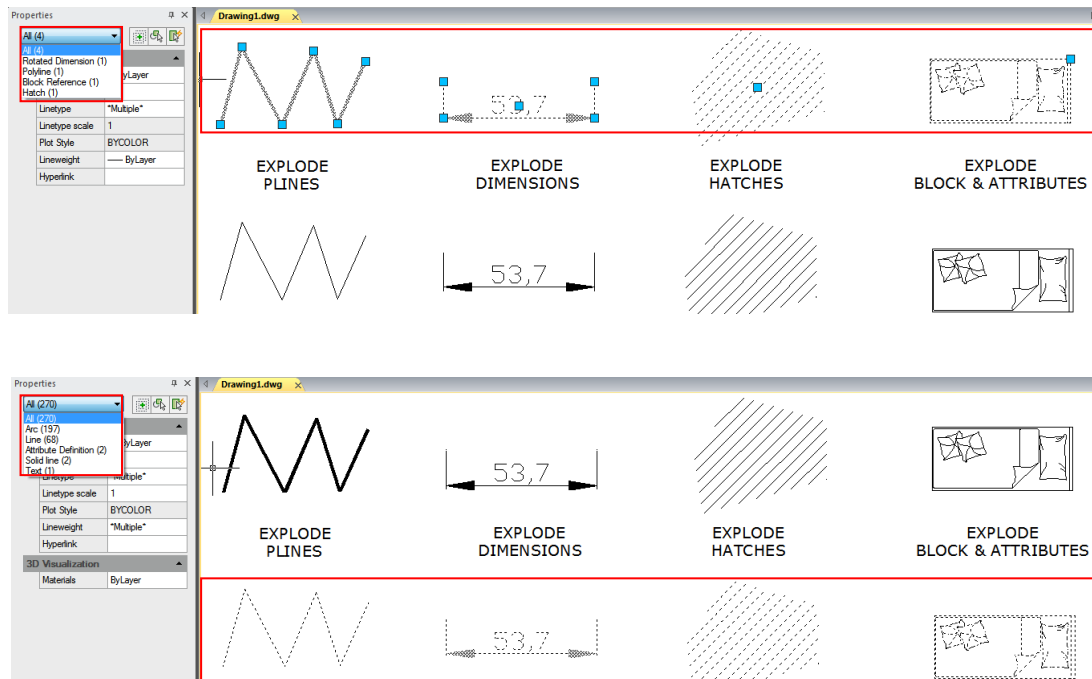 Properties
Drawing1.dwg
All (4)
All (4)
Rotated Dimension (1)
Polyline (1)
Block Reference (1)
Hatch (1)
yLayer
Linetype *Multiple*
Linetype scale 1
Plot Style BYCOLOR
Lineweight ByLayer
Hyperlink
EXPLODE PLINES
EXPLODE DIMENSIONS
EXPLODE HATCHES
EXPLODE BLOCK & ATTRIBUTES
53,7
Properties
Drawing1.dwg
All (270)
All (270)
Arc (197)
Line (68)
Attribute Definition (2)
Solid line (2)
Text (1)
yLayer
Linetype *Multiple*
Linetype scale 1
Plot Style BYCOLOR
Lineweight *Multiple*
Hyperlink
3D Visualization
Materials ByLayer
53,7
EXPLODE PLINES
EXPLODE DIMENSIONS
EXPLODE HATCHES
EXPLODE BLOCK & ATTRIBUTES
53,7